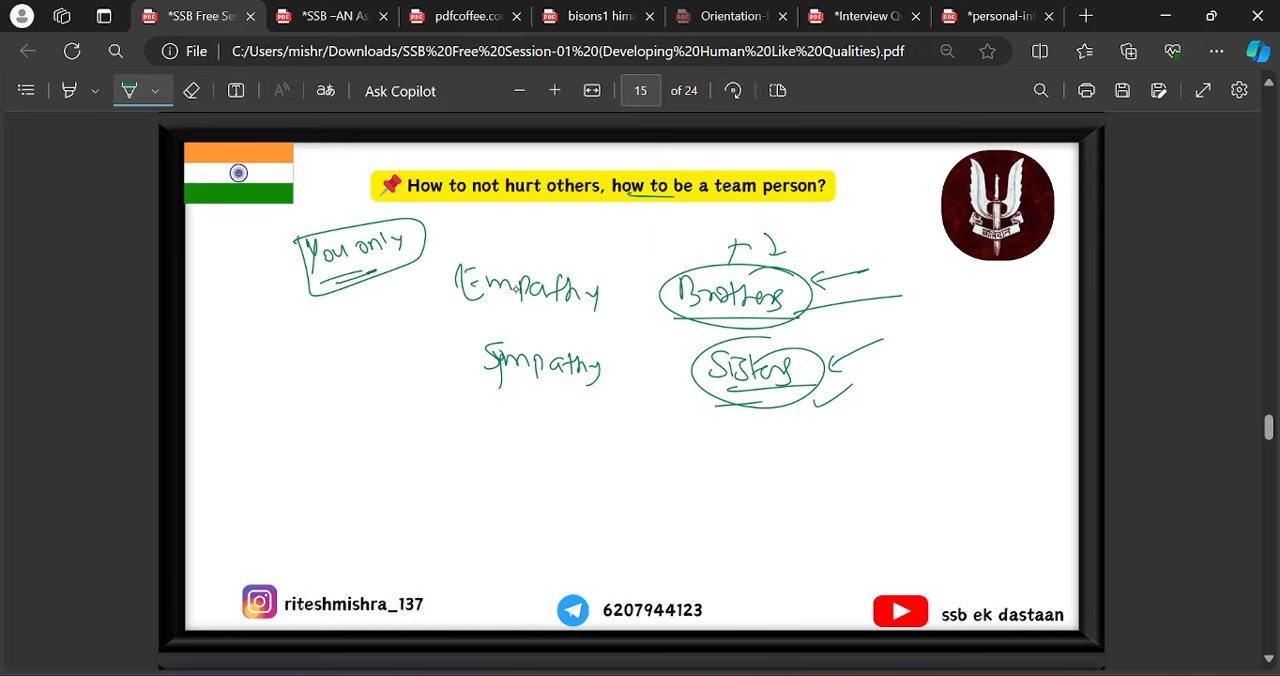 *SSB Free Se
*SSB –AN As
pdfcoffee.co
bisons1 him
Orientation-
*Interview Q
*personal-in
File
C:/Users/mishr/Downloads/SSB%20Free%20Session-01%20(Developing%20Human%20Like%20Qualities).pdf
Ask Copilot
15 of 24
How to not hurt others, how to be a team person?
You only
Empathy Brothers
Sympathy Sisters
बलिदान
riteshmishra_137
6207944123
ssb ek dastaan